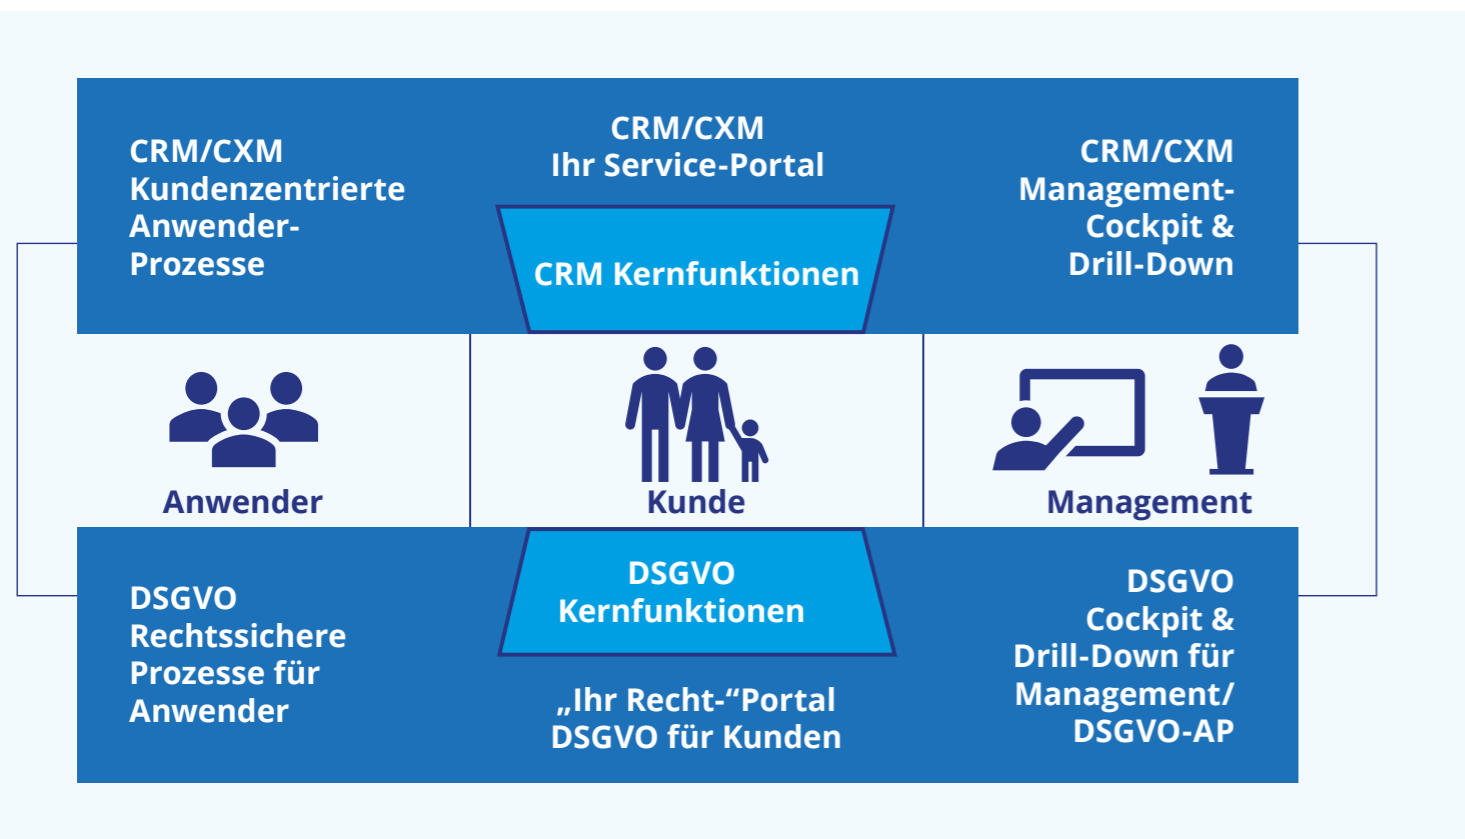 CRM/CXM
Kundenzentrierte
Anwender-
Prozesse
CRM/CXM
Ihr Service-Portal
CRM Kernfunktionen
CRM/CXM
Management-
Cockpit &
Drill-Down
Anwender
Kunde
Management
DSGVO
Rechtssichere
Prozesse für
Anwender
DSGVO
Kernfunktionen
„Ihr Recht-“Portal
DSGVO für Kunden
DSGVO
Cockpit &
Drill-Down für
Management/
DSGVO-AP